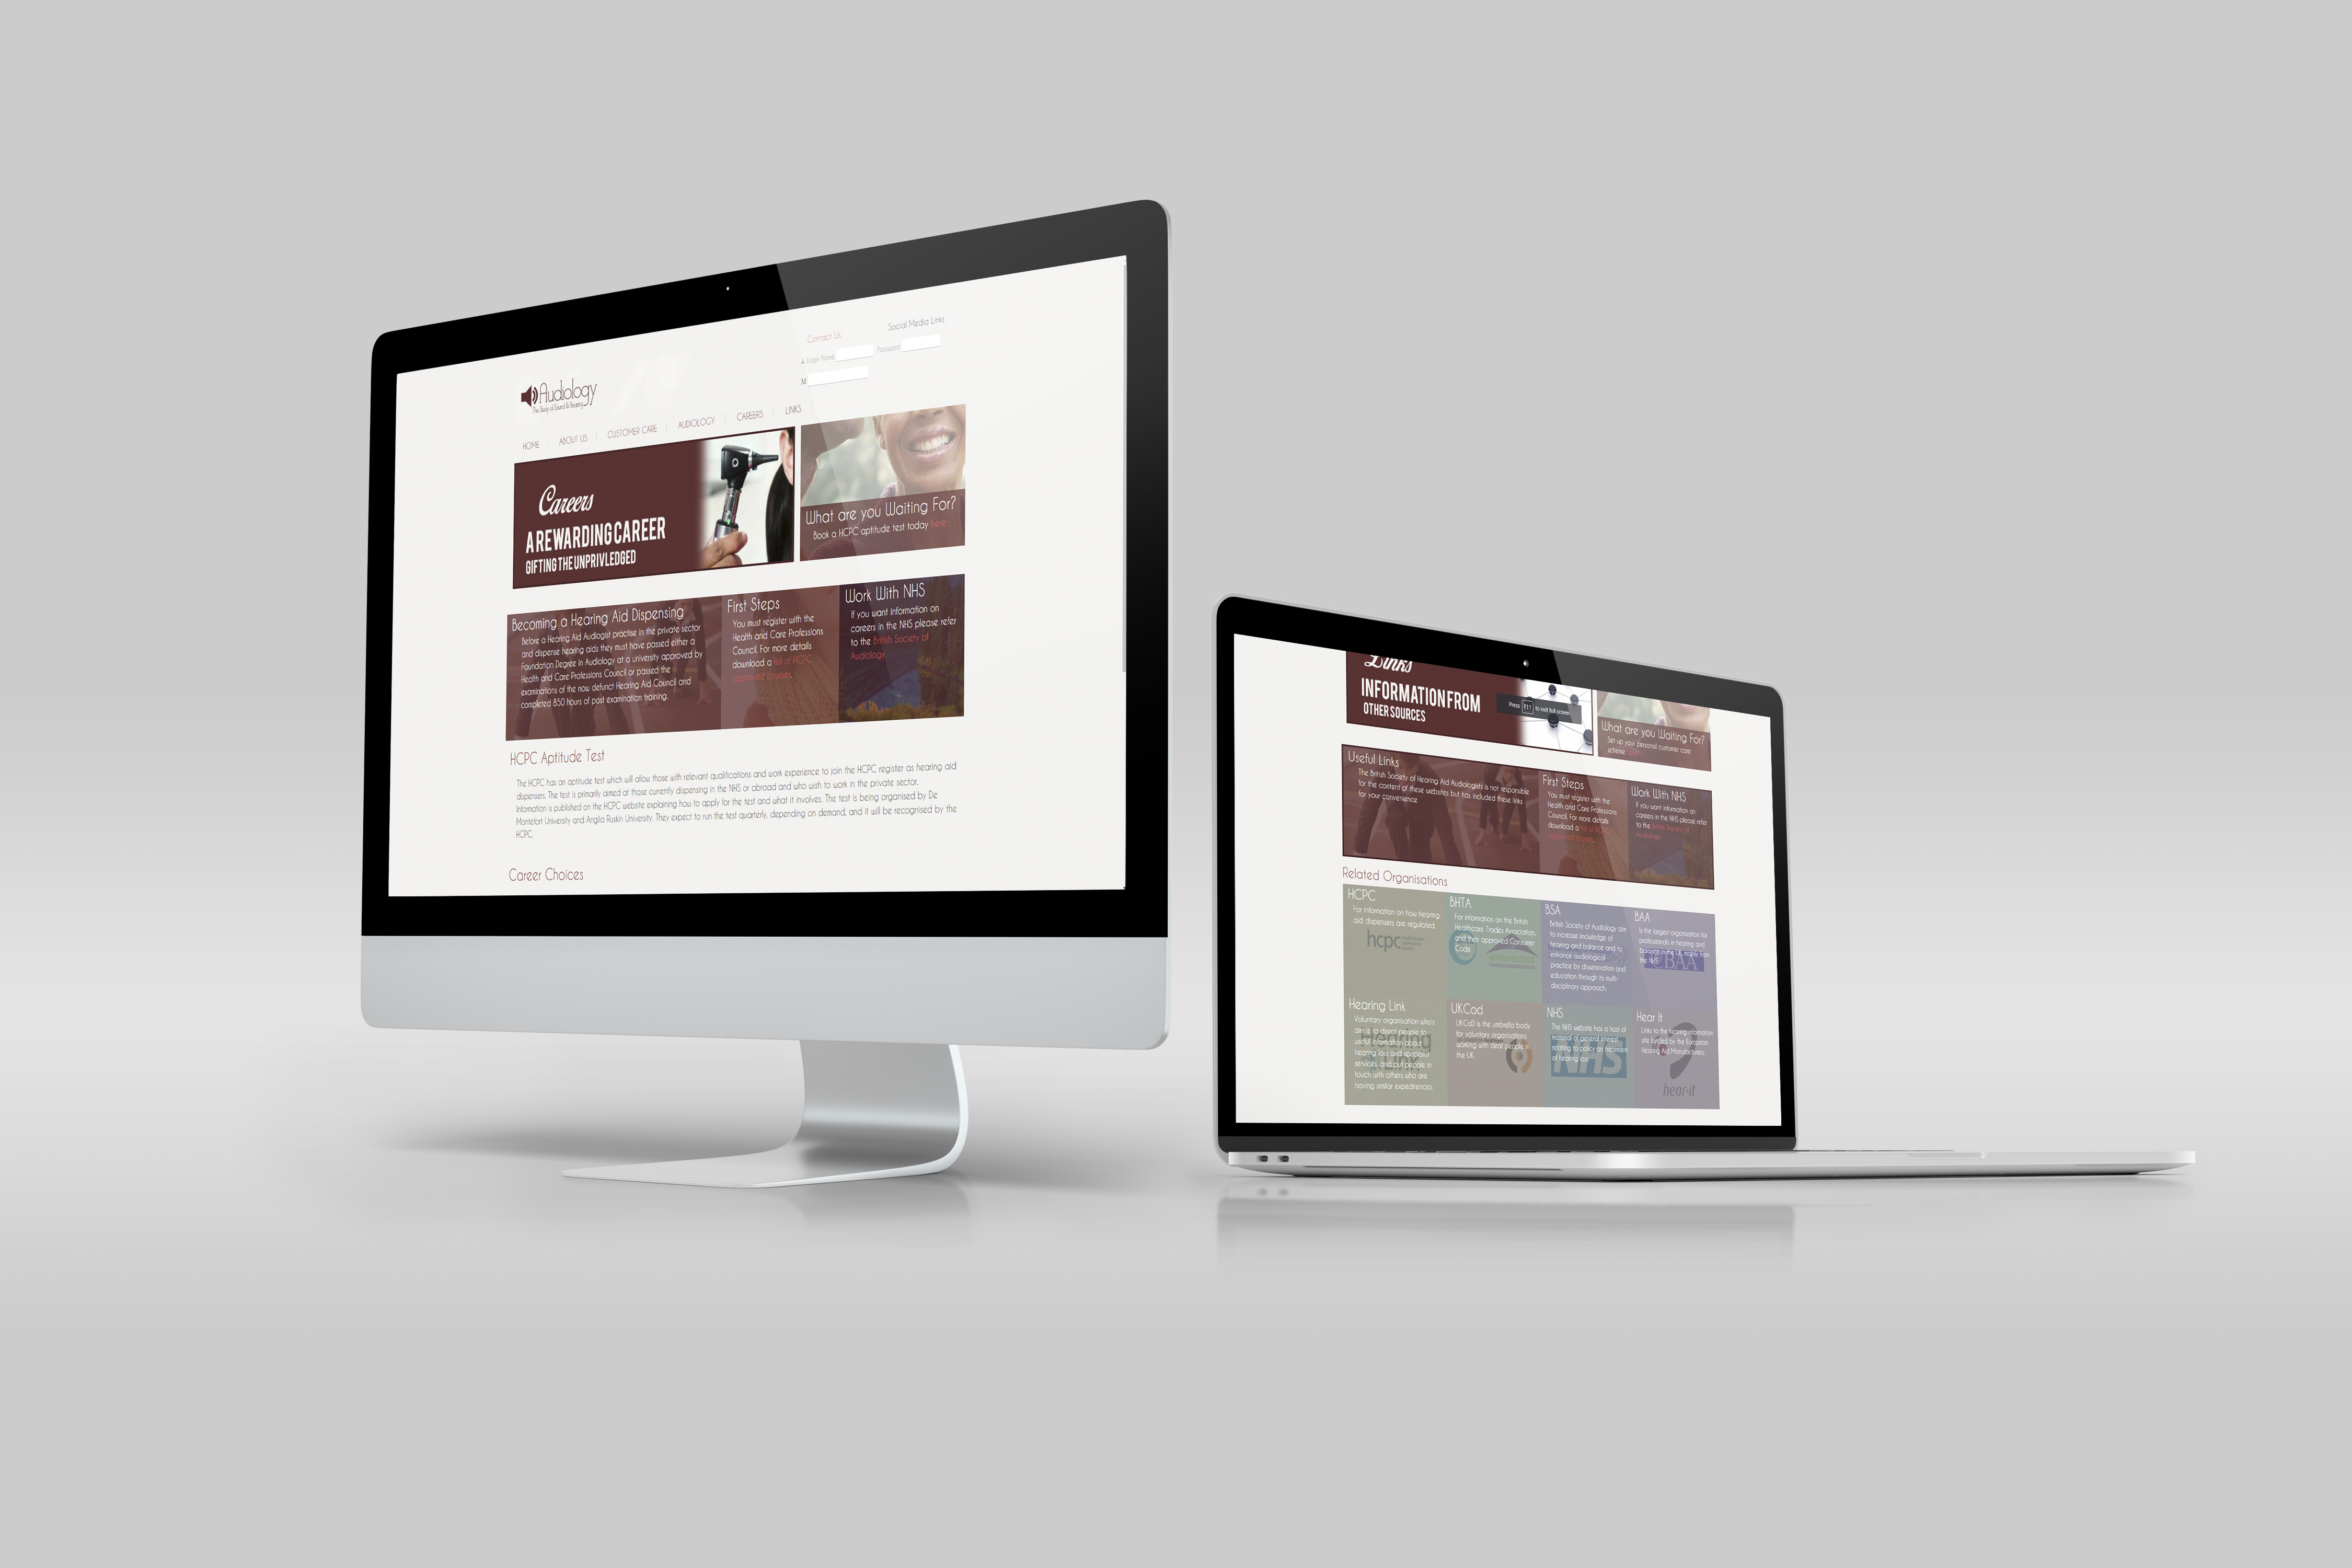 Contact Us
Social Media Links
Login Name
Password
M
Audiology
The Study of Sound & Hearing
HOME
ABOUT US
CUSTOMER CARE
AUDIOLOGY
CAREERS
LINKS
Careers
A REWARDING CAREER
GIFTING THE UNPRIVLEDGED
What are you Waiting For?
Book a HCPC aptitude test today here
Becoming a Hearing Aid Dispensing
Before a Hearing Aid Audiogist practise in the private sector
and dispense hearing aids they must have passed either a
Foundation Degree in Audiology at a university approved by
Health and Care Professions Council or passed the
examinations of the now defunct Hearing Aid Council and
completed 850 hours of post examination training.
First Steps
You must register with the
Health and Care Professions
Council. For more details
download a list of HCPC
approved courses.
Work With NHS
If you want information on
careers in the NHS please refer
to the British Society of
Audiology.
HCPC Aptitude Test
The HCPC has an aptitude test which will allow those with relevant qualifications and work experience to join the HCPC register as hearing aid
dispensers. The test is primarily aimed at those currently dispensing in the NHS or abroad and who wish to work in the private sector.
Information is published on the HCPC website explaining how to apply for the test and what it involves. The test is being organised by De
Montefort University and Anglia Ruskin University. They expect to run the test quarterly, depending on demand, and it will be recognised by the
HCPC.
Career Choices
Links
INFORMATION FROM
OTHER SOURCES
Press F11 to exit full screen
What are you Waiting For?
Set up your personal customer care
scheme
Useful Links
The British Society of Hearing Aid Audiologists is not responsible
for the content of these websites but has included these links
for your convenience
First Steps
You must register with the
Health and Care Professions
Council. For more details
download a list of HCPC
approved courses.
Work With NHS
If you want information on
careers in the NHS please refer
to the British Society of
Audiology.
Related Organisations
HCPC
For information on how hearing
aid dispensers are regulated.
hcpc
BHTA
For information on the British
Healthcare Trades Association,
and their approved Consumer
Code
APPROVED CODE
BSA
British Society of Audiology aim
to increase knowledge of
hearing and balance and to
enhance audiological
practice by dissemination and
education through its multi-
disciplinary approach.
BAA
Is the largest organisation for
professionals in hearing and
balance in the UK, mainly from
the NHS.
BAA
Hearing Link
Voluntary organisation who's
aim is to direct people to
useful information about
hearing loss and specialist
services, and put people in
touch with others who are
having similar expediences.
UKCod
UKCoD is the umbrella body
for voluntary organisations
working with deaf people in
the UK.
NHS
The NHS website has a host of
material of general interest
relating to policy an treatment
of hearing loss
NHS
Hear It
Links to the hearing information
site funded by the European
Hearing Aid Manufacturers.
hear-it